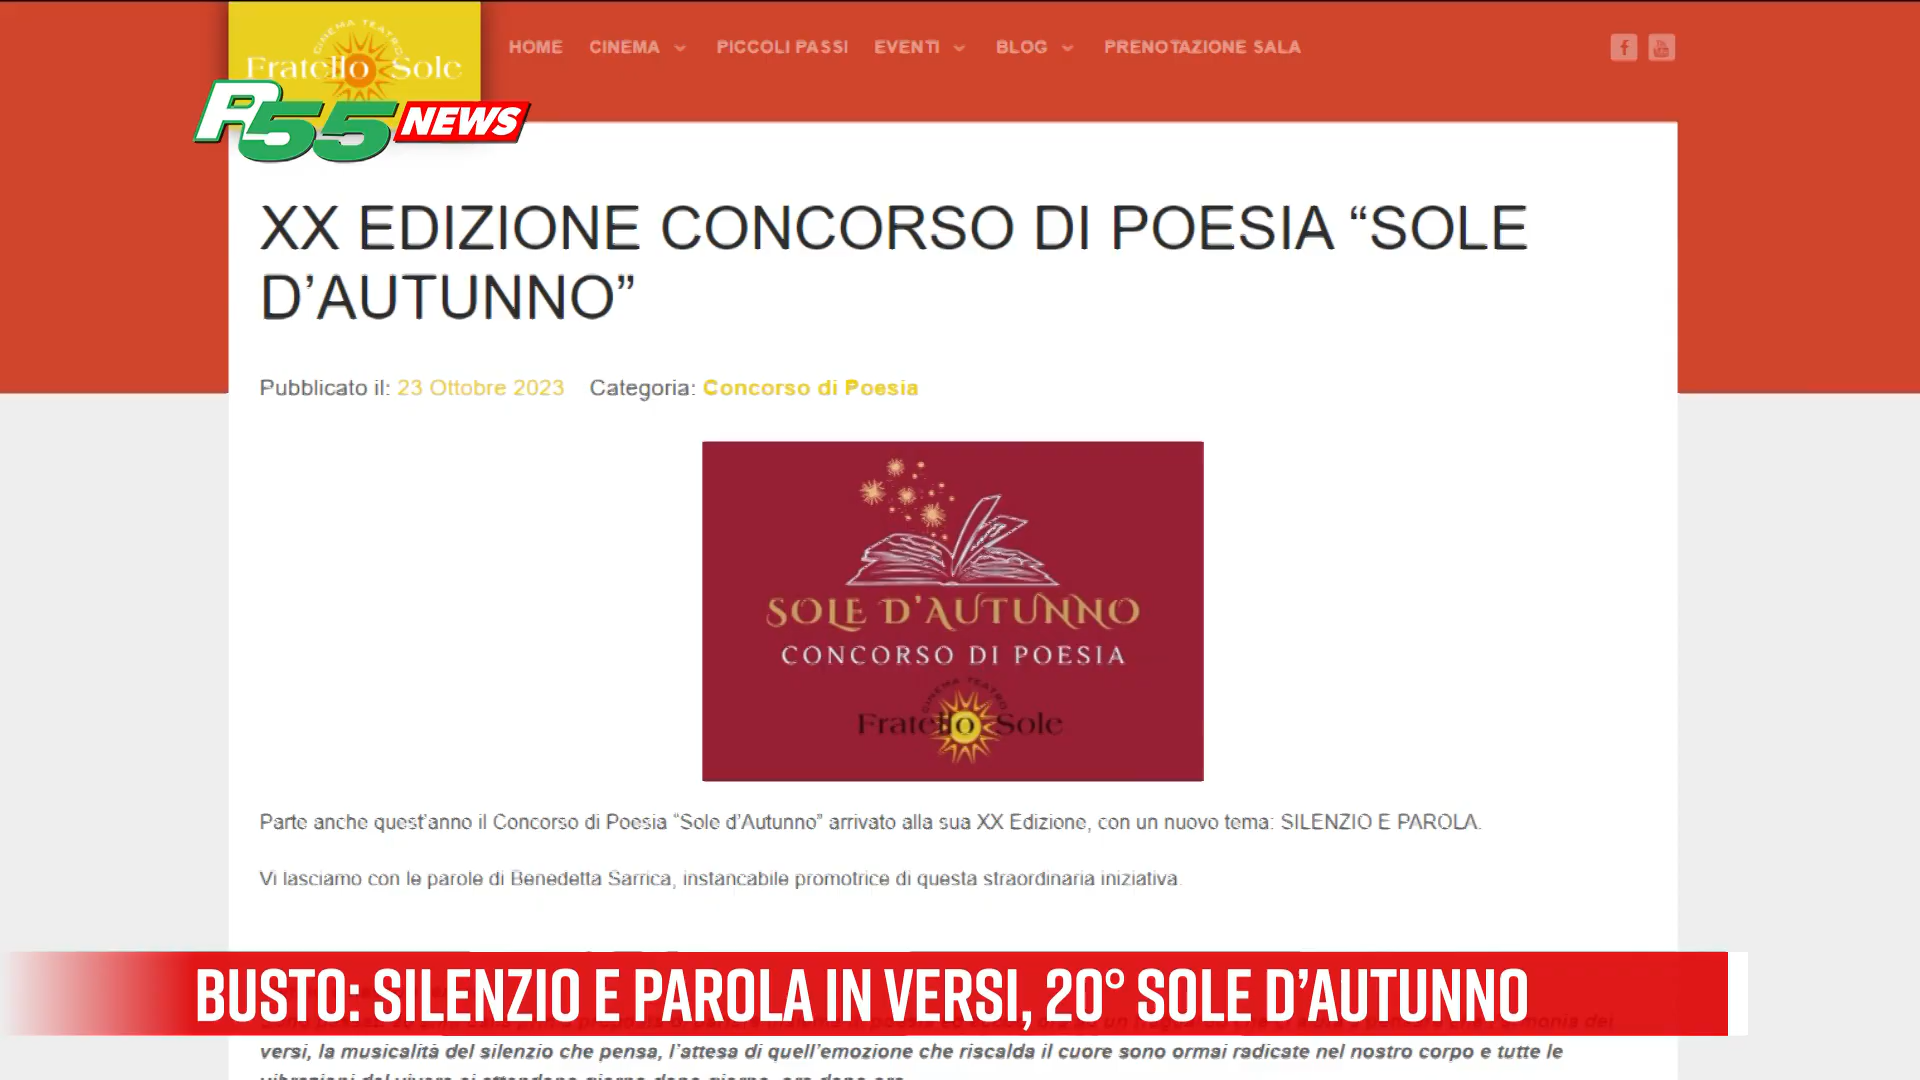 CINEMA TEATRO
Fratello Sole
HOME CINEMA PICCOLI PASSI EVENTI BLOG PRENOTAZIONE SALA
R55 NEWS
XX EDIZIONE CONCORSO DI POESIA “SOLE
D’AUTUNNO”
Pubblicato il: 23 Ottobre 2023 Categoria: Concorso di Poesia
SOLE D'AUTUNNO
CONCORSO DI POESIA
CINEMA TEATRO
Fratello Sole
Parte anche quest’anno il Concorso di Poesia “Sole d’Autunno” arrivato alla sua XX Edizione, con un nuovo tema: SILENZIO E PAROLA.
Vi lasciamo con le parole di Benedetta Sarrica, instancabile promotrice di questa straordinaria iniziativa.
BUSTO: SILENZIO E PAROLA IN VERSI, 20° SOLE D’AUTUNNO
versi, la musicalità del silenzio che pensa, l’attesa di quell’emozione che riscalda il cuore sono ormai radicate nel nostro corpo e tutte le